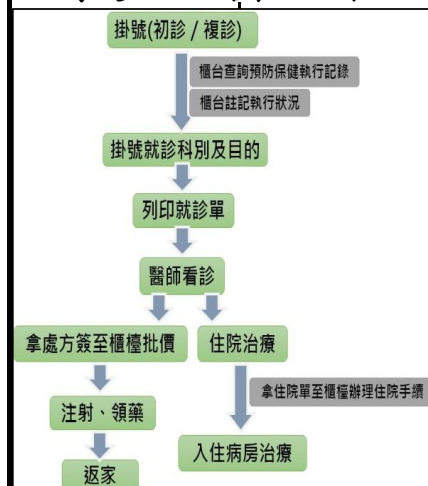 掛號(初診 / 複診)
櫃台查詢預防保健執行記錄
櫃台註記執行狀況
掛號就診科別及目的
列印就診單
醫師看診
拿處方簽至櫃檯批價
住院治療
拿住院單至櫃檯辦理住院手續
注射、領藥
入住病房治療
返家